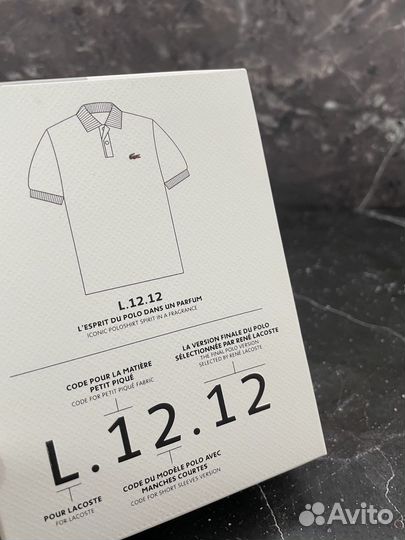 L.12.12
L'ESPRIT DU POLO DANS UN PARFUM
ICONIC POLOSHIRT SPIRIT IN A FRAGRANCE
CODE POUR LA MATIÈRE
PETIT PIQUÉ
CODE FOR PETIT PIQUÉ FABRIC
LA VERSION FINALE DU POLO
SÉLECTIONNÉE PAR RENÉ LACOSTE
THE FINAL POLO VERSION
SELECTED BY RENÉ LACOSTE
L.12.12
POUR LACOSTE
FOR LACOSTE
CODE DU MODÈLE POLO AVEC
MANCHES COURTES
CODE FOR SHORT SLEEVES VERSION
Avito